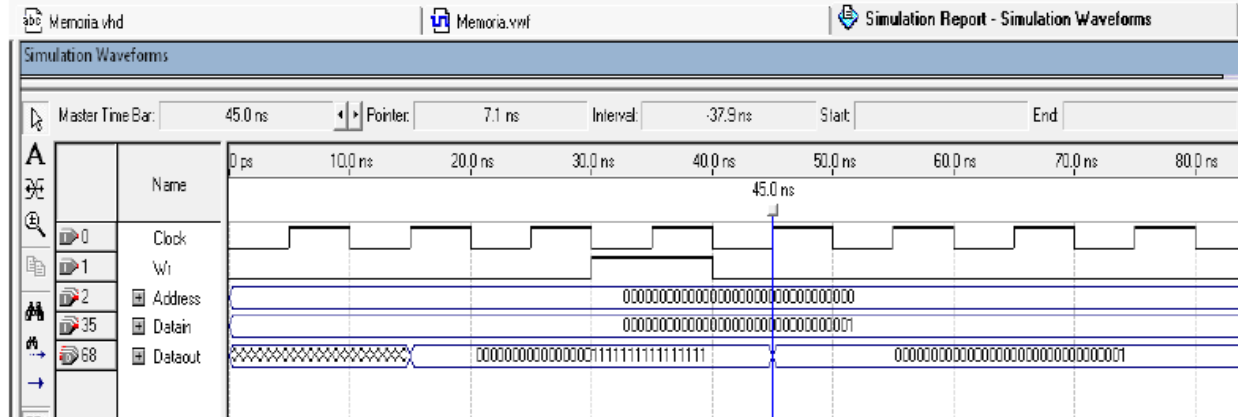 abc Memoria.vhd Memoria.vwf Simulation Report - Simulation Waveforms
Simulation Waveforms
Master Time Bar: 45.0 ns Pointer: 7.1 ns Interval: -37.9 ns Start: End:
A
Name
0 ps 10.0 ns 20.0 ns 30.0 ns 40.0 ns 50.0 ns 60.0 ns 70.0 ns 80.0 ns
45.0 ns
0 Clock
1 Wr
2 Address 00000000000000000000000000000000
35 Datain 00000000000000000000000000000001
68 Dataout 00000000000000001111111111111111 00000000000000000000000000000001